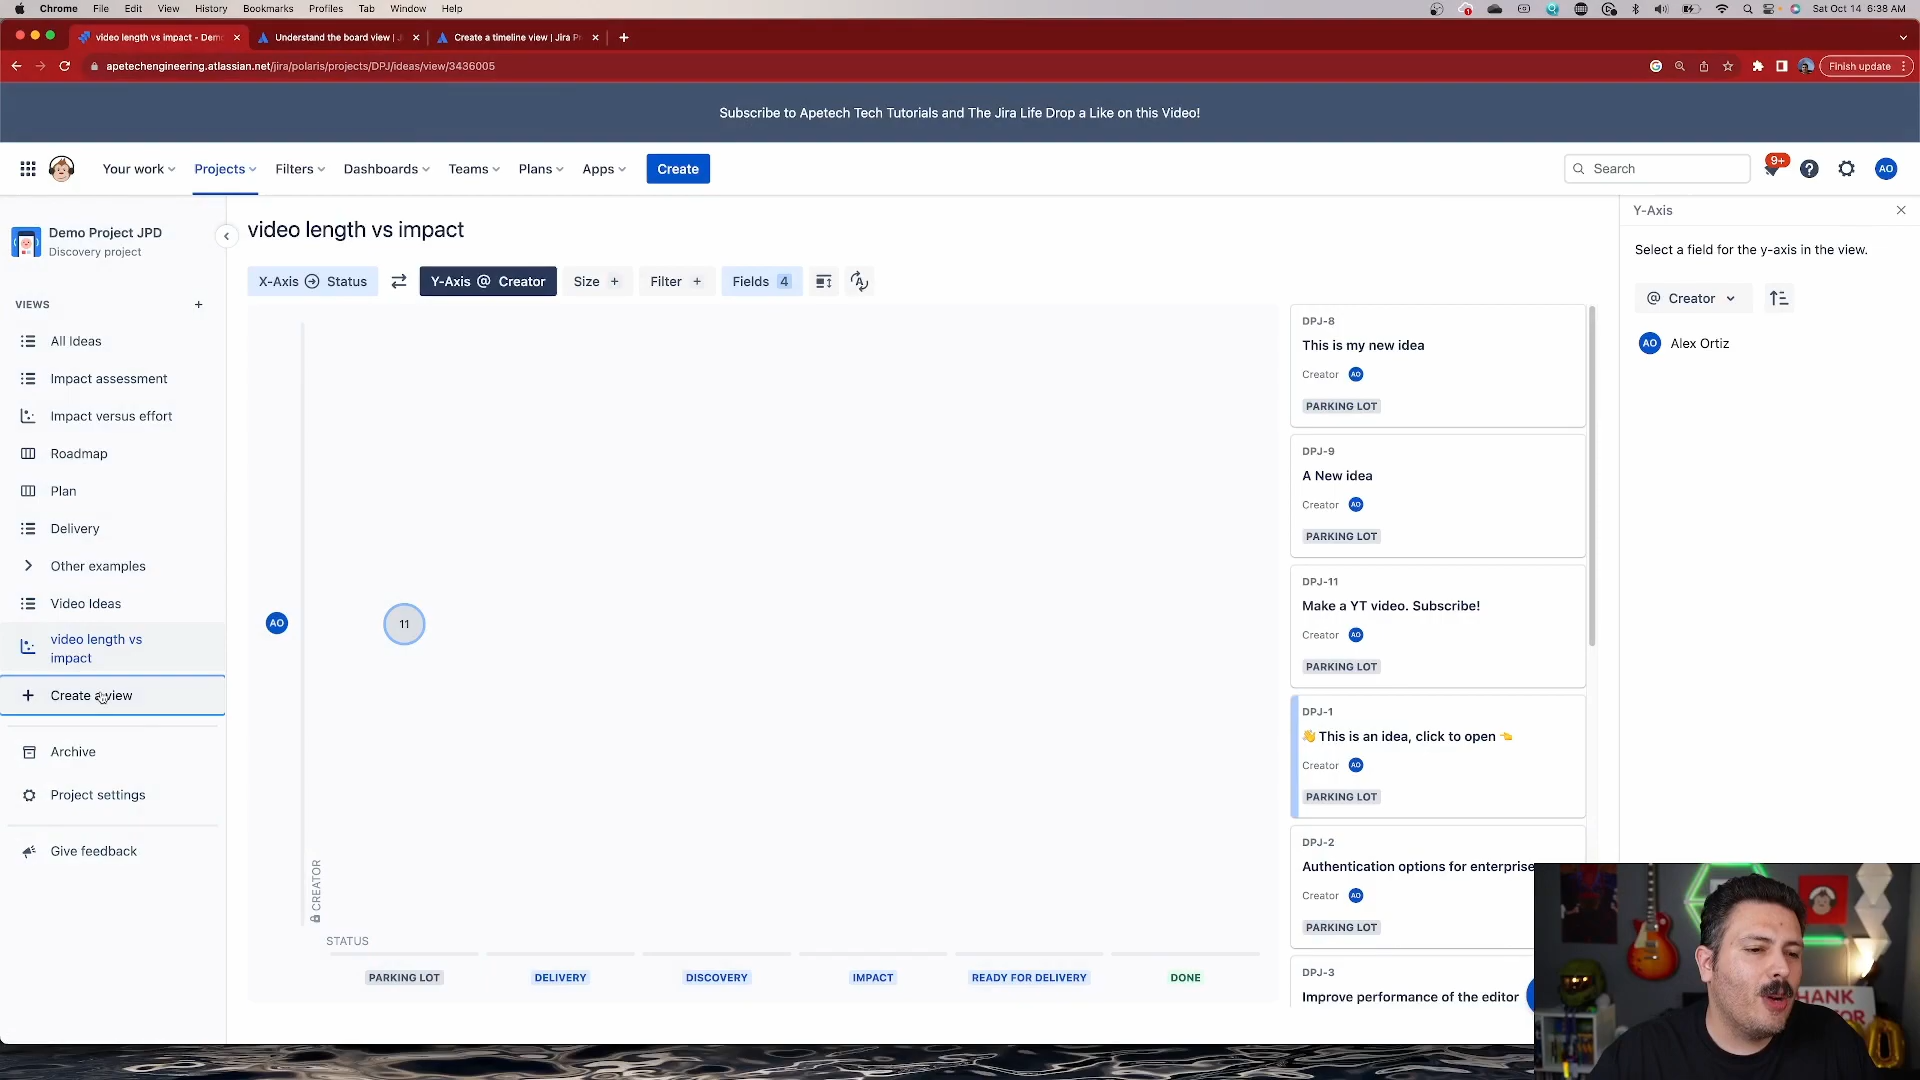 Chrome File Edit View History Bookmarks Profiles Tab Window Help Sat Oct 14 6:38 AM
video length vs impact - Demo
Understand the board view | J
Create a timeline view | Jira Pr
apetechengineering.atlassian.net/jira/polaris/projects/DPJ/ideas/view/3436005
Finish update
Subscribe to Apetech Tech Tutorials and The Jira Life Drop a Like on this Video!
Your work Projects Filters Dashboards Teams Plans Apps Create Search 9+ AO
Demo Project JPD
Discovery project
VIEWS
All Ideas
Impact assessment
Impact versus effort
Roadmap
Plan
Delivery
Other examples
Video Ideas
video length vs
impact
Create a view
Archive
Project settings
Give feedback
video length vs impact
X-Axis Status Y-Axis @ Creator Size + Filter + Fields 4
AO
11
CREATOR
STATUS
PARKING LOT DELIVERY DISCOVERY IMPACT READY FOR DELIVERY DONE
DPJ-8
This is my new idea
Creator AO
PARKING LOT
DPJ-9
A New idea
Creator AO
PARKING LOT
DPJ-11
Make a YT video. Subscribe!
Creator AO
PARKING LOT
DPJ-1
👋 This is an idea, click to open 👈
Creator AO
PARKING LOT
DPJ-2
Authentication options for enterprise
Creator AO
PARKING LOT
DPJ-3
Improve performance of the editor
Y-Axis
Select a field for the y-axis in the view.
@ Creator
AO Alex Ortiz